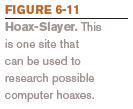 FIGURE 6-11
Hoax-Slayer. This
is one site that
can be used to
research possible
computer hoaxes.